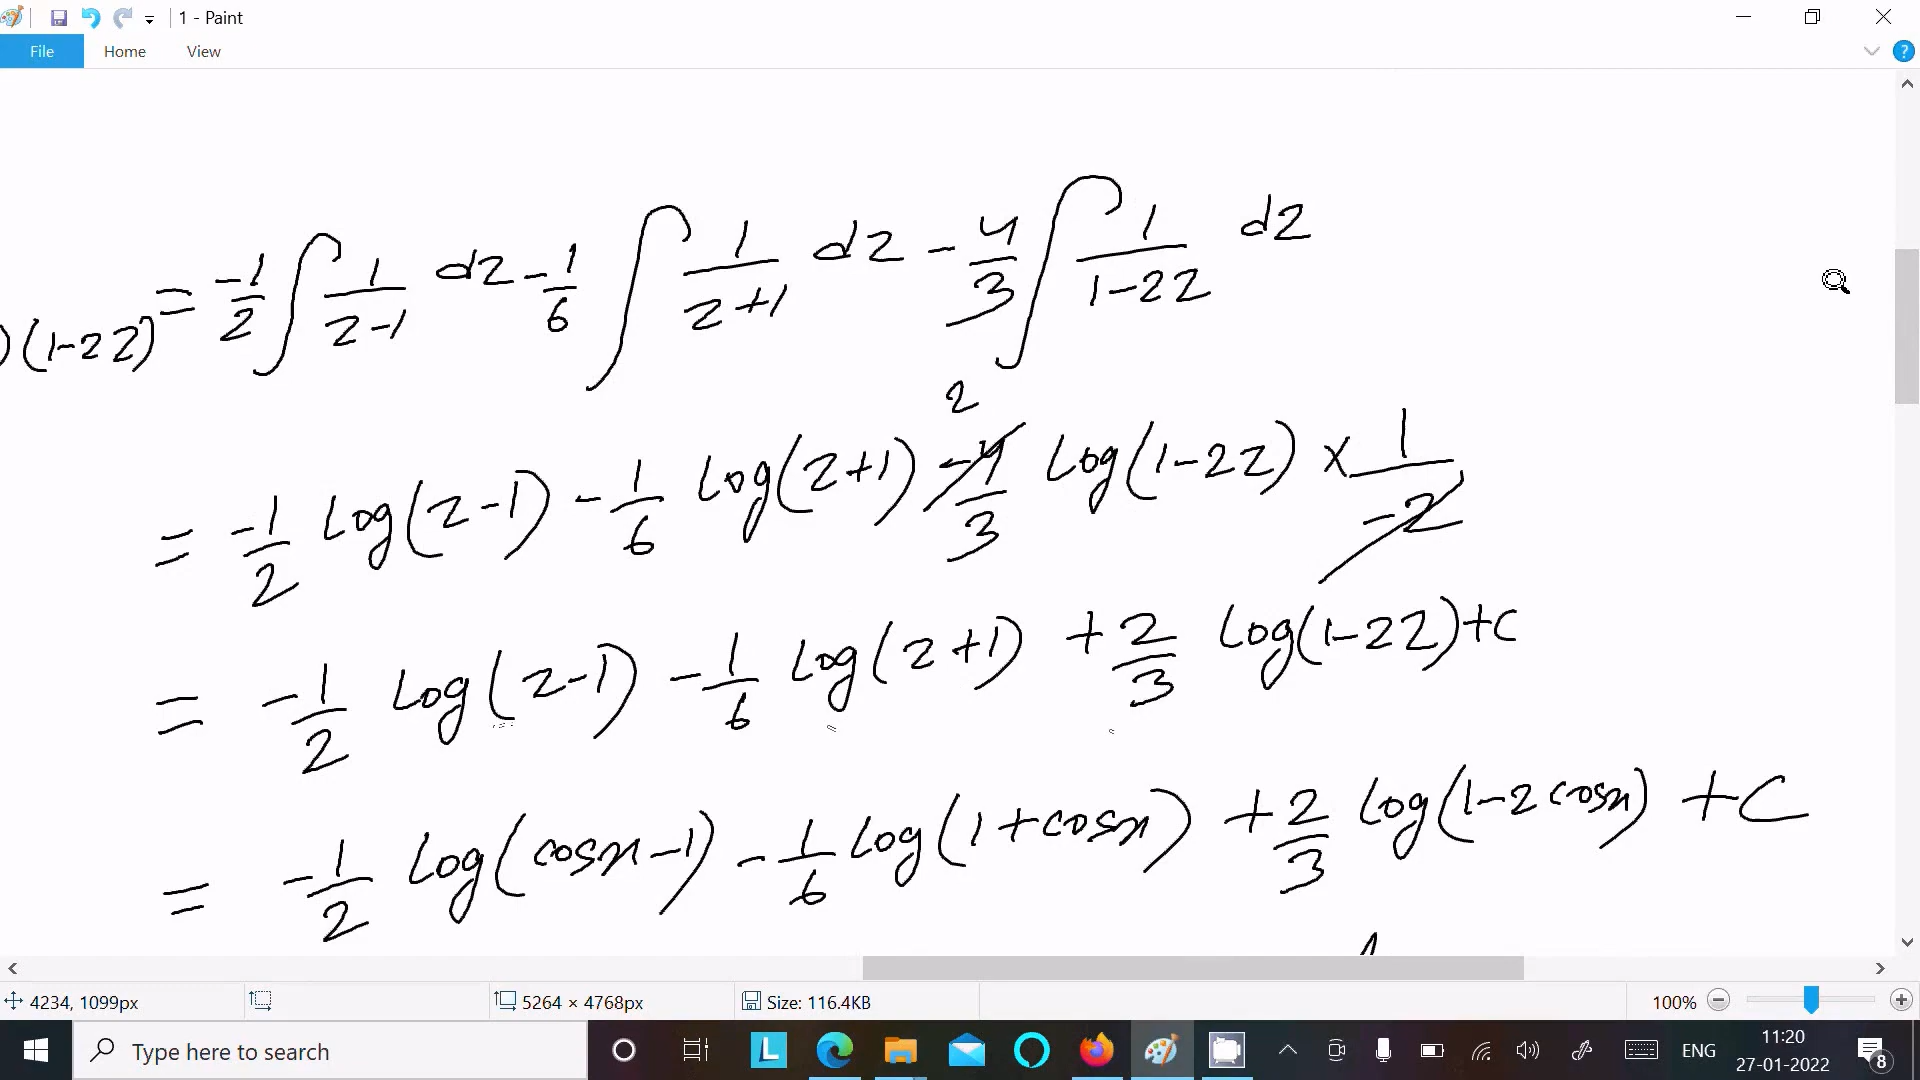 1 - Paint
File Home View
) (1-2z) = -1/2 ∫ 1/(z-1) dz - 1/6 ∫ 1/(z+1) dz - 4/3 ∫ 1/(1-2z) dz
2
= -1/2 log(z-1) - 1/6 log(z+1) - 4/3 log(1-2z) × 1/-2
= -1/2 log(z-1) - 1/6 log(z+1) + 2/3 log(1-2z)+c
= -1/2 log(cosx-1) - 1/6 log(1+cosx) + 2/3 log(1-2cosx) + C
4234, 1099px 5264 × 4768px Size: 116.4KB 100%
Type here to search ENG 11:20
27-01-2022 8